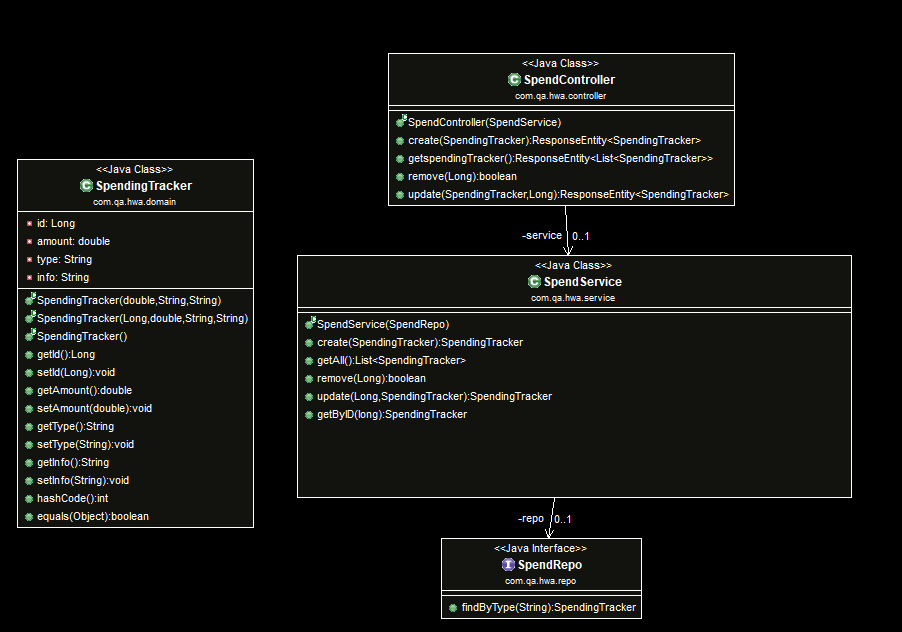 <<Java Class>>
SpendController
com.qa.hwa.controller
SpendController(SpendService)
create(SpendingTracker):ResponseEntity<SpendingTracker>
getspendingTracker():ResponseEntity<List<SpendingTracker>>
remove(Long):boolean
update(SpendingTracker,Long):ResponseEntity<SpendingTracker>
<<Java Class>>
SpendingTracker
com.qa.hwa.domain
id: Long
amount: double
type: String
info: String
SpendingTracker(double,String,String)
SpendingTracker(Long,double,String,String)
SpendingTracker()
getId():Long
setId(Long):void
getAmount():double
setAmount(double):void
getType():String
setType(String):void
getInfo():String
setInfo(String):void
hashCode():int
equals(Object):boolean
-service 0..1
<<Java Class>>
SpendService
com.qa.hwa.service
SpendService(SpendRepo)
create(SpendingTracker):SpendingTracker
getAll():List<SpendingTracker>
remove(Long):boolean
update(Long,SpendingTracker):SpendingTracker
getByID(long):SpendingTracker
-repo 0..1
<<Java Interface>>
SpendRepo
com.qa.hwa.repo
findByType(String):SpendingTracker